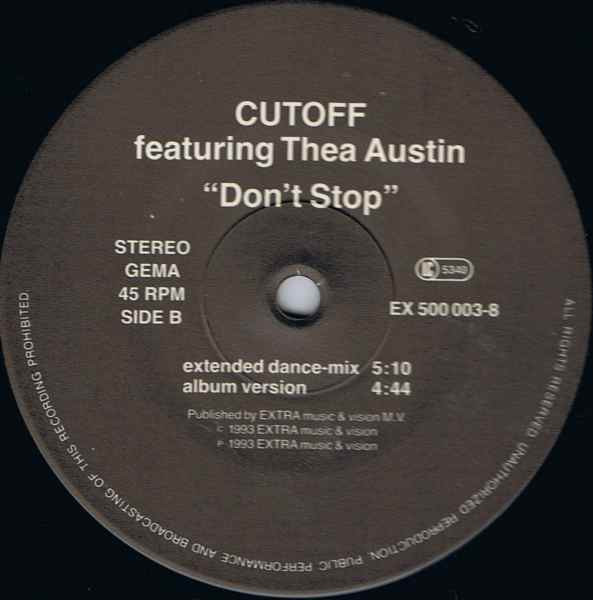 CUTOFF
featuring Thea Austin
“Don't Stop”
STEREO
GEMA
45 RPM
SIDE B
LC 5340
EX 500 003-8
extended dance-mix 5:10
album version 4:44
Published by EXTRA music & vision M.V.
© 1993 EXTRA music & vision
℗ 1993 EXTRA music & vision
ALL RIGHTS RESERVED. UNAUTHORIZED REPRODUCTION, PUBLIC PERFORMANCE AND BROADCASTING OF THIS RECORDING PROHIBITED.